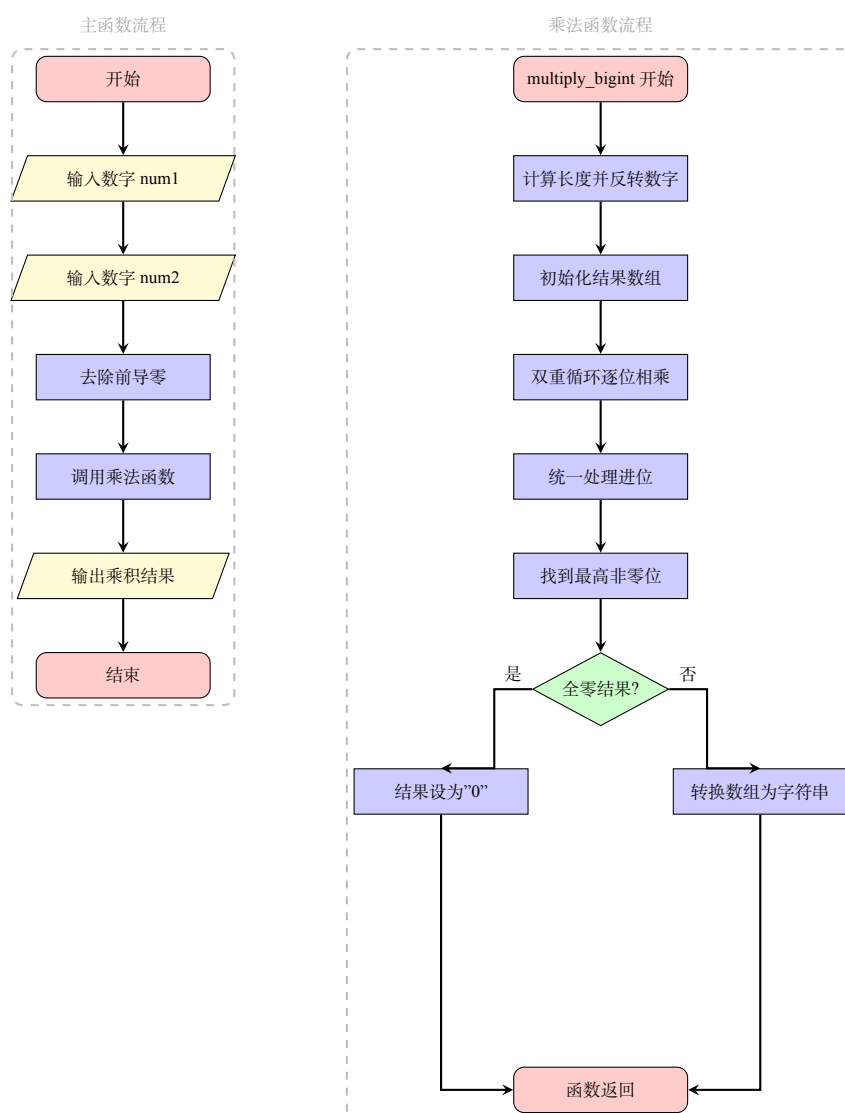 主函数流程
开始
输入数字 num1
输入数字 num2
去除前导零
调用乘法函数
输出乘积结果
结束
乘法函数流程
multiply_bigint 开始
计算长度并反转数字
初始化结果数组
双重循环逐位相乘
统一处理进位
找到最高非零位
全零结果?
是
否
结果设为”0”
转换数组为字符串
函数返回